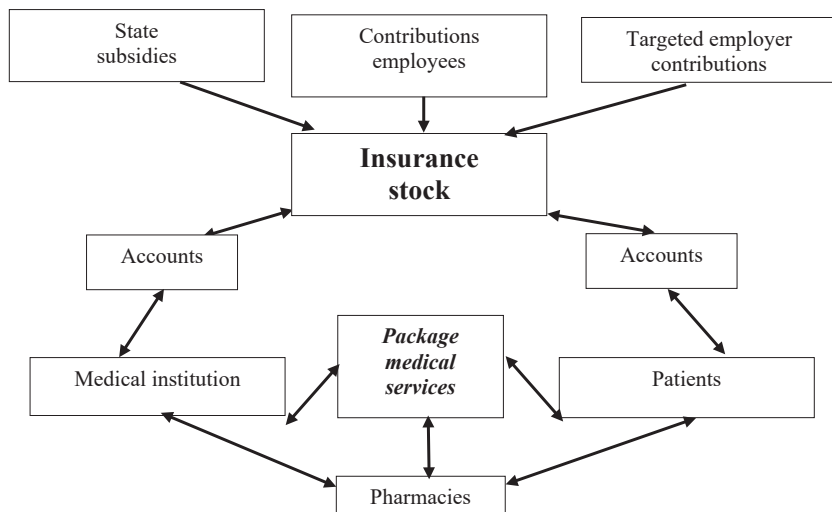 State
subsidies
Contributions
employees
Targeted employer
contributions
Insurance
stock
Accounts
Accounts
Medical institution
Package
medical
services
Patients
Pharmacies